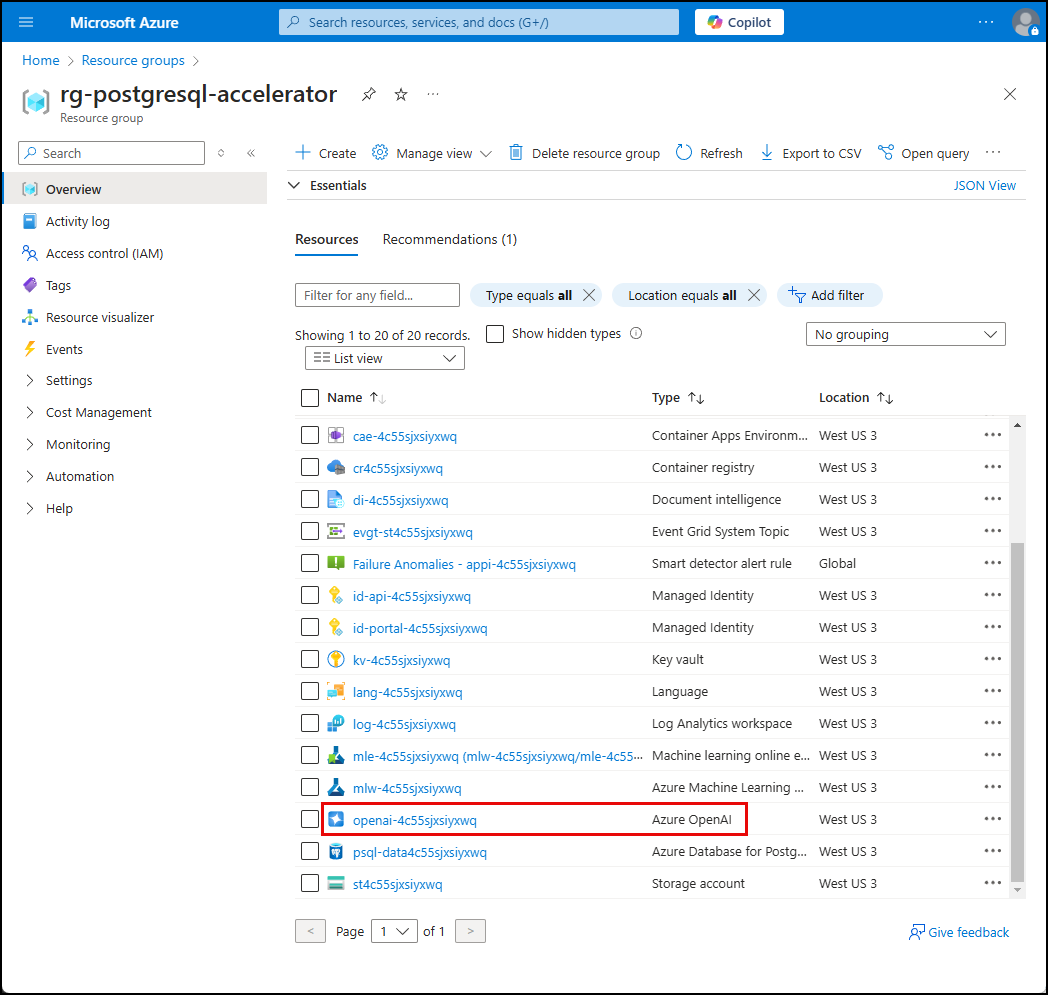 Microsoft Azure
Search resources, services, and docs (G+/)
Copilot
Home > Resource groups >
rg-postgresql-accelerator
Resource group
Search
Overview
Activity log
Access control (IAM)
Tags
Resource visualizer
Events
Settings
Cost Management
Monitoring
Automation
Help
Create Manage view Delete resource group Refresh Export to CSV Open query
Essentials JSON View
Resources Recommendations (1)
Filter for any field... Type equals all Location equals all Add filter
Showing 1 to 20 of 20 records. Show hidden types No grouping
List view
Name Type Location
cae-4c55sjxsiyxwq Container Apps Environm... West US 3
cr4c55sjxsiyxwq Container registry West US 3
di-4c55sjxsiyxwq Document intelligence West US 3
evgt-st4c55sjxsiyxwq Event Grid System Topic West US 3
Failure Anomalies - appi-4c55sjxsiyxwq Smart detector alert rule Global
id-api-4c55sjxsiyxwq Managed Identity West US 3
id-portal-4c55sjxsiyxwq Managed Identity West US 3
kv-4c55sjxsiyxwq Key vault West US 3
lang-4c55sjxsiyxwq Language West US 3
log-4c55sjxsiyxwq Log Analytics workspace West US 3
mle-4c55sjxsiyxwq (mlw-4c55sjxsiyxwq/mle-4c55... Machine learning online e... West US 3
mlw-4c55sjxsiyxwq Azure Machine Learning ... West US 3
openai-4c55sjxsiyxwq Azure OpenAI West US 3
psql-data4c55sjxsiyxwq Azure Database for Postg... West US 3
st4c55sjxsiyxwq Storage account West US 3
< Page 1 of 1 > Give feedback